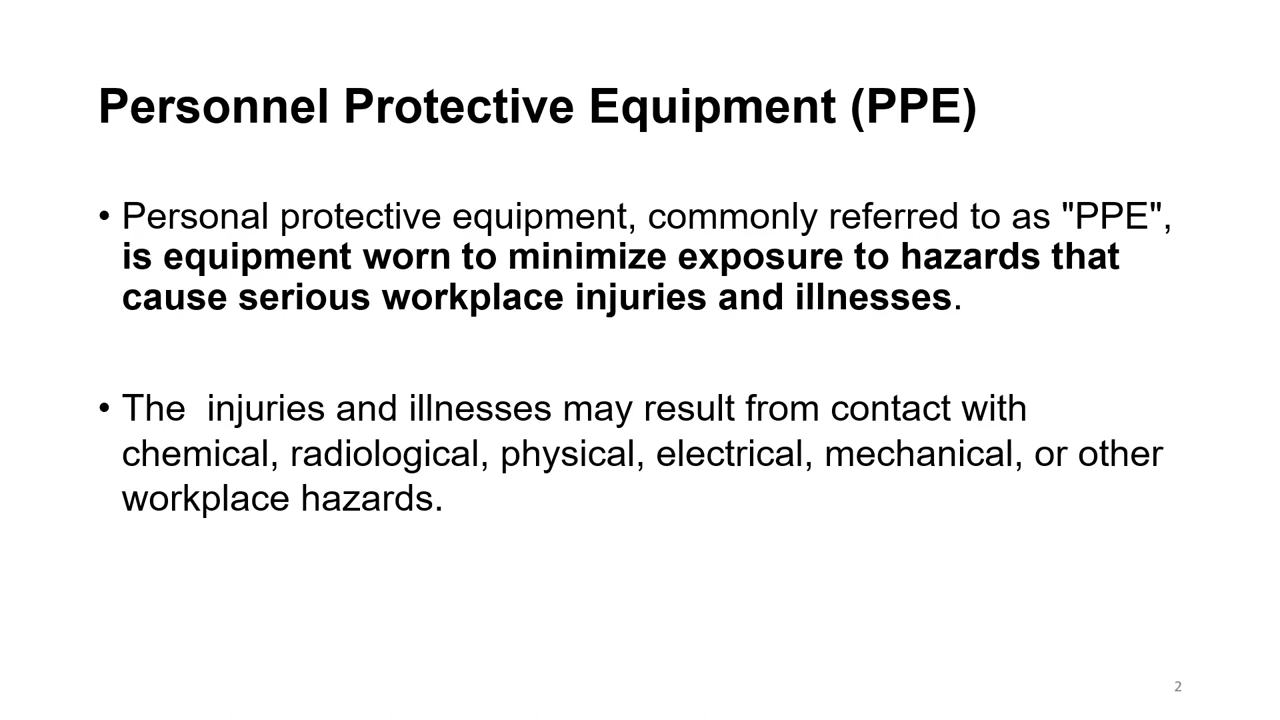 Personnel Protective Equipment (PPE)
• Personal protective equipment, commonly referred to as "PPE",
is equipment worn to minimize exposure to hazards that
cause serious workplace injuries and illnesses.
• The  injuries and illnesses may result from contact with
chemical, radiological, physical, electrical, mechanical, or other
workplace hazards.
2